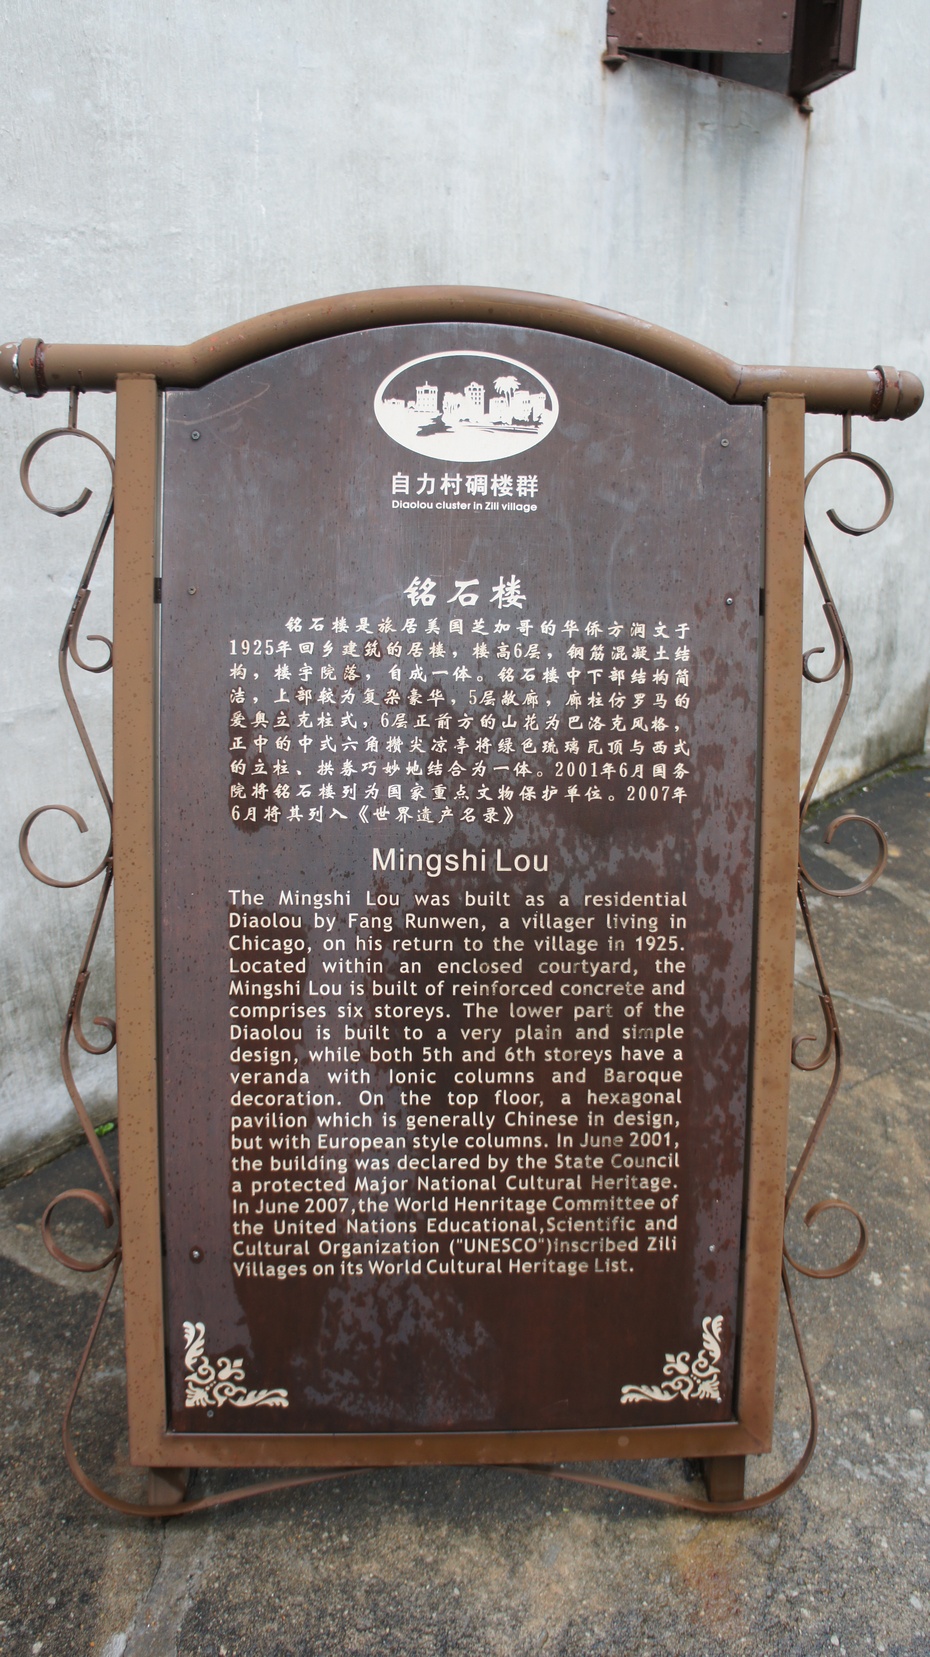 自力村碉楼群
Diaolou cluster in Zili village
铭石楼
铭石楼是旅居美国芝加哥的华侨方润文于
1925年回乡建筑的居楼，楼高6层，钢筋混凝土结
构，楼宇院落，自成一体。铭石楼中下部结构简
洁，上部较为复杂豪华，5层敞廊，廊柱仿罗马的
爱奥立克柱式，6层正前方的山花为巴洛克风格，
正中的中式六角攒尖凉亭将绿色琉璃瓦顶与西式
的立柱、拱券巧妙地结合为一体。2001年6月国务
院将铭石楼列为国家重点文物保护单位。2007年
6月将其列入《世界遗产名录》
Mingshi Lou
The Mingshi Lou was built as a residential
Diaolou by Fang Runwen, a villager living in
Chicago, on his return to the village in 1925.
Located within an enclosed courtyard, the
Mingshi Lou is built of reinforced concrete and
comprises six storeys. The lower part of the
Diaolou is built to a very plain and simple
design, while both 5th and 6th storeys have a
veranda with Ionic columns and Baroque
decoration. On the top floor, a hexagonal
pavilion which is generally Chinese in design,
but with European style columns. In June 2001,
the building was declared by the State Council
a protected Major National Cultural Heritage.
In June 2007,the World Henritage Committee of
the United Nations Educational,Scientific and
Cultural Organization ("UNESCO")inscribed Zili
Villages on its World Cultural Heritage List.